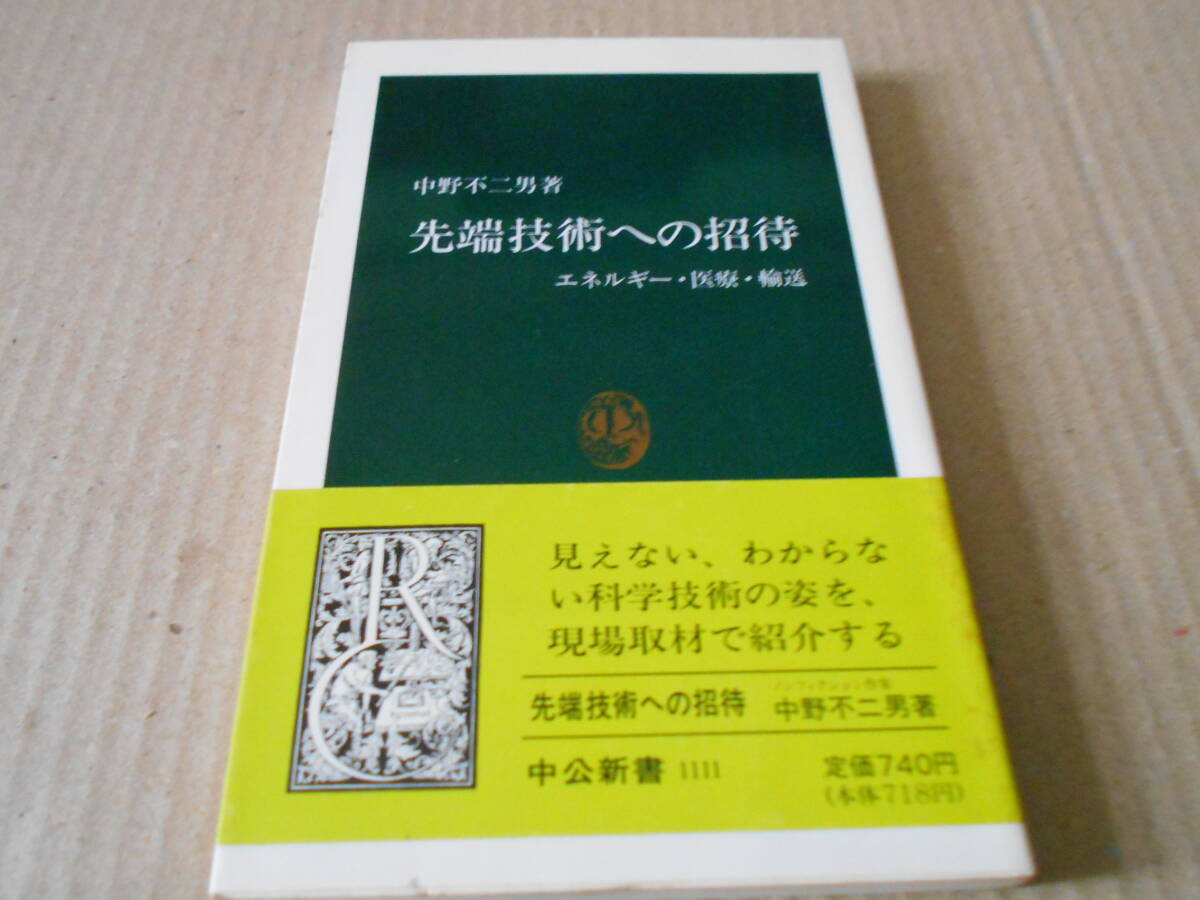 中野不二男著
先端技術への招待
エネルギー・医療・輸送
見えない、わからな
い科学技術の姿を、
現場取材で紹介する
先端技術への招待
ノンフィクション作家
中野不二男著
中公新書 1111
定価740円
(本体718円)
R
C